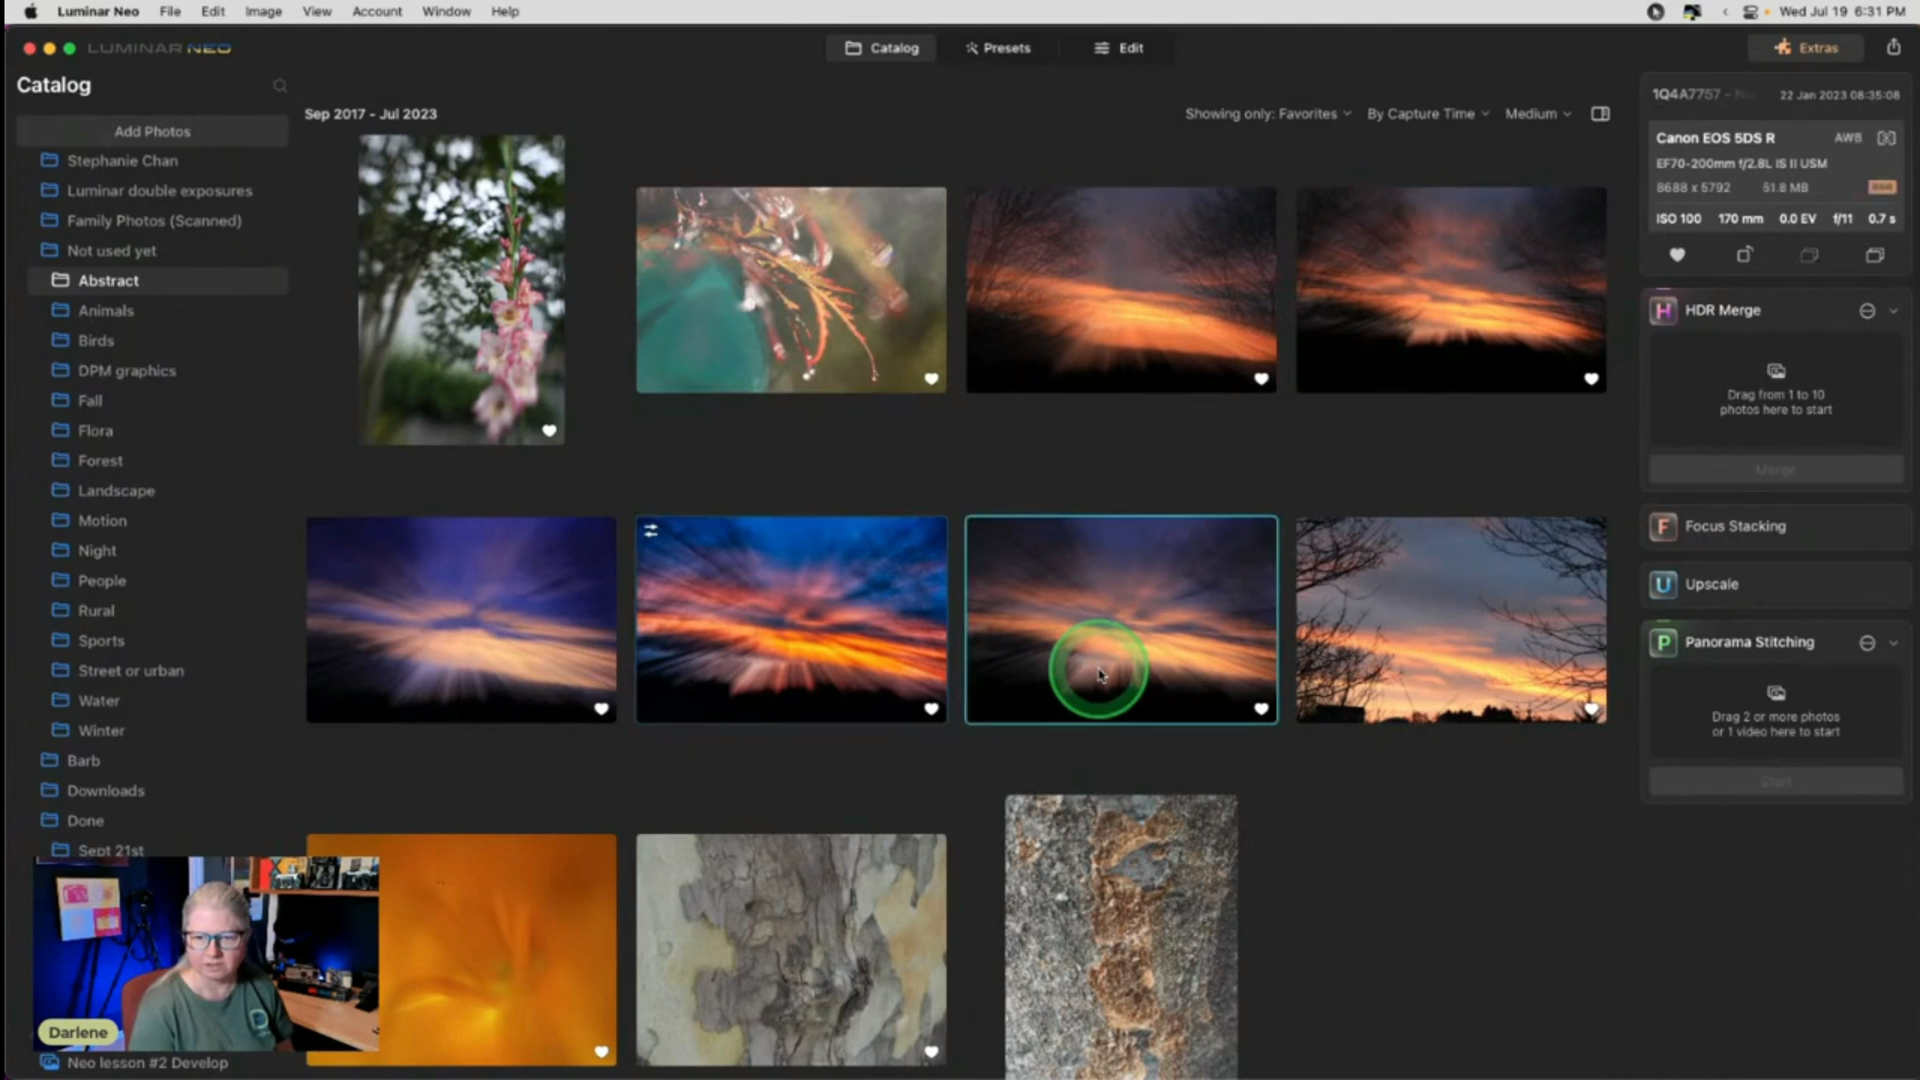 Luminar Neo File Edit Image View Account Window Help
Wed Jul 19 6:31 PM
LUMINAR NEO
Catalog Presets Edit
Extras
Catalog
Add Photos
Stephanie Chan
Luminar double exposures
Family Photos (Scanned)
Not used yet
Abstract
Animals
Birds
DPM graphics
Fall
Flora
Forest
Landscape
Motion
Night
People
Rural
Sports
Street or urban
Water
Winter
Barb
Downloads
Done
Sept 21st
Darlene
Neo lesson #2 Develop
Sep 2017 - Jul 2023
Showing only: Favorites By Capture Time Medium
1Q4A7757 - 22 Jan 2023 08:35:08
Canon EOS 5DS R AWB
EF70-200mm f/2.8L IS II USM
8688 x 5792 61.8 MB RAW
ISO 100 170 mm 0.0 EV f/11 0.7 s
H HDR Merge
Drag from 1 to 10
photos here to start
Merge
F Focus Stacking
U Upscale
P Panorama Stitching
Drag 2 or more photos
or 1 video here to start
Start